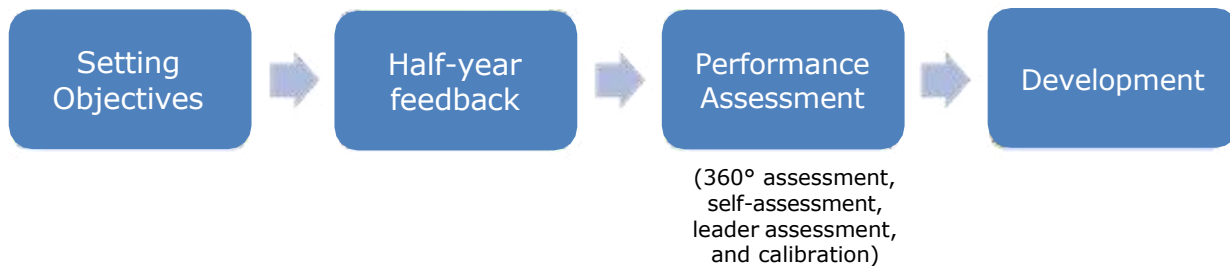 Setting
Objectives
Half-year
feedback
Performance
Assessment
Development
(360° assessment,
self-assessment,
leader assessment,
and calibration)